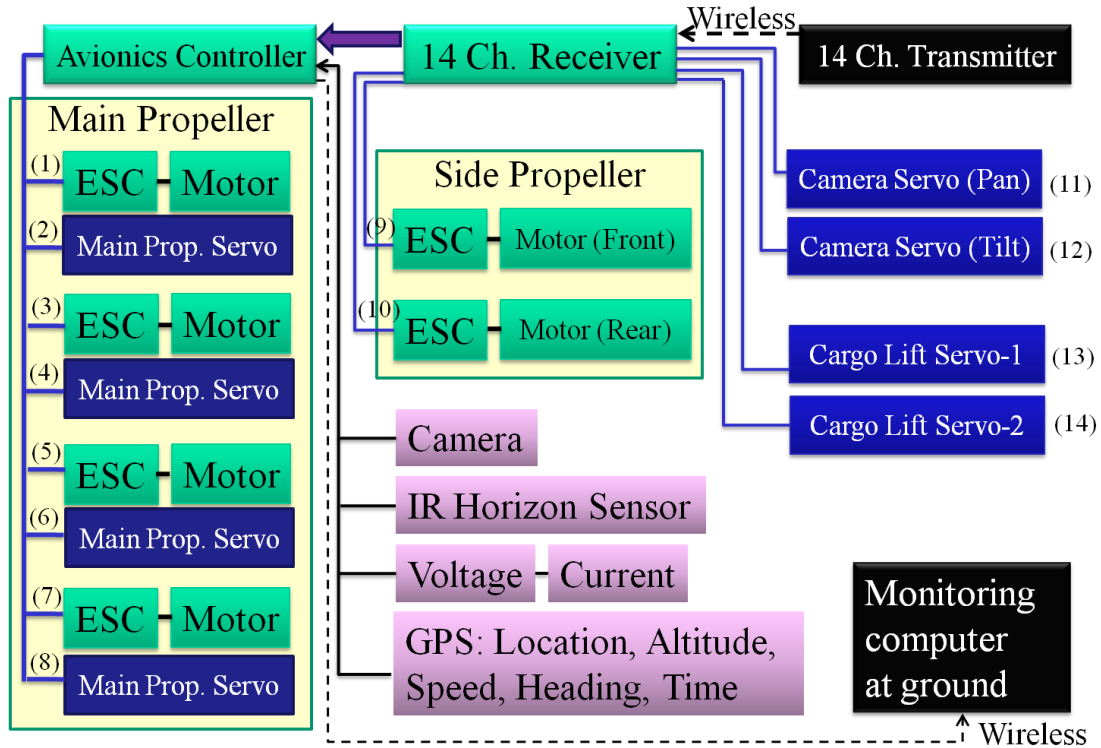 Wireless
Avionics Controller
14 Ch. Receiver
14 Ch. Transmitter
Main Propeller
(1)
ESC
Motor
(2)
Main Prop. Servo
(3)
ESC
Motor
(4)
Main Prop. Servo
(5)
ESC
Motor
(6)
Main Prop. Servo
(7)
ESC
Motor
(8)
Main Prop. Servo
Side Propeller
(9)
ESC
Motor (Front)
(10)
ESC
Motor (Rear)
Camera Servo (Pan)
(11)
Camera Servo (Tilt)
(12)
Cargo Lift Servo-1
(13)
Cargo Lift Servo-2
(14)
Camera
IR Horizon Sensor
Voltage
Current
GPS: Location, Altitude,
Speed, Heading, Time
Monitoring
computer
at ground
Wireless